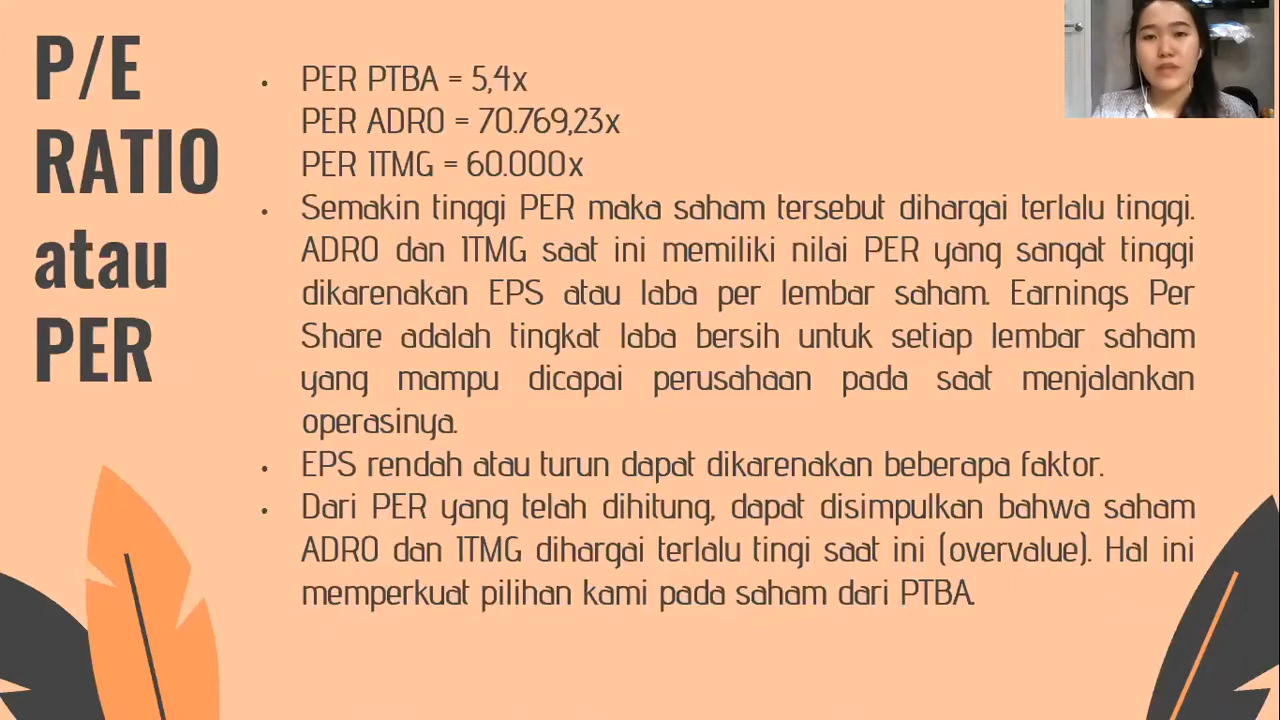 P/E
RATIO
atau
PER
• PER PTBA = 5,4x
PER ADRO = 70.769,23x
PER ITMG = 60.000x
• Semakin tinggi PER maka saham tersebut dihargai terlalu tinggi.
ADRO dan ITMG saat ini memiliki nilai PER yang sangat tinggi
dikarenakan EPS atau laba per lembar saham. Earnings Per
Share adalah tingkat laba bersih untuk setiap lembar saham
yang mampu dicapai perusahaan pada saat menjalankan
operasinya.
• EPS rendah atau turun dapat dikarenakan beberapa faktor.
• Dari PER yang telah dihitung, dapat disimpulkan bahwa saham
ADRO dan ITMG dihargai terlalu tingi saat ini (overvalue). Hal ini
memperkuat pilihan kami pada saham dari PTBA.